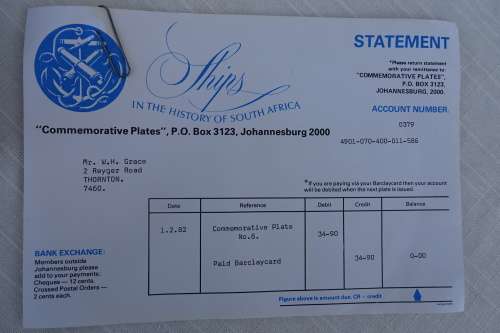 STATEMENT
*Please return statement
with your remittance to:
"COMMEMORATIVE PLATES",
P.O. BOX 3123,
JOHANNESBURG, 2000.
Ships
IN THE HISTORY OF SOUTH AFRICA
ACCOUNT NUMBER
0379
4901-070-400-011-586
"Commemorative Plates", P.O. Box 3123, Johannesburg 2000
Mr. W.H. Grace
2 Reyger Road
THORNTON.
7460.
*If you are paying via your Barclaycard then your account
will be debited when the next plate is issued.
Date Reference Debit Credit Balance
1.2.82 Commemorative Plate
No.6. 34-90
Paid Barclaycard 34-90 0-00
BANK EXCHANGE:
Members outside
Johannesburg please
add to your payments:
Cheques — 12 cents.
Crossed Postal Orders —
2 cents each.
Figure above is amount due. CR - credit